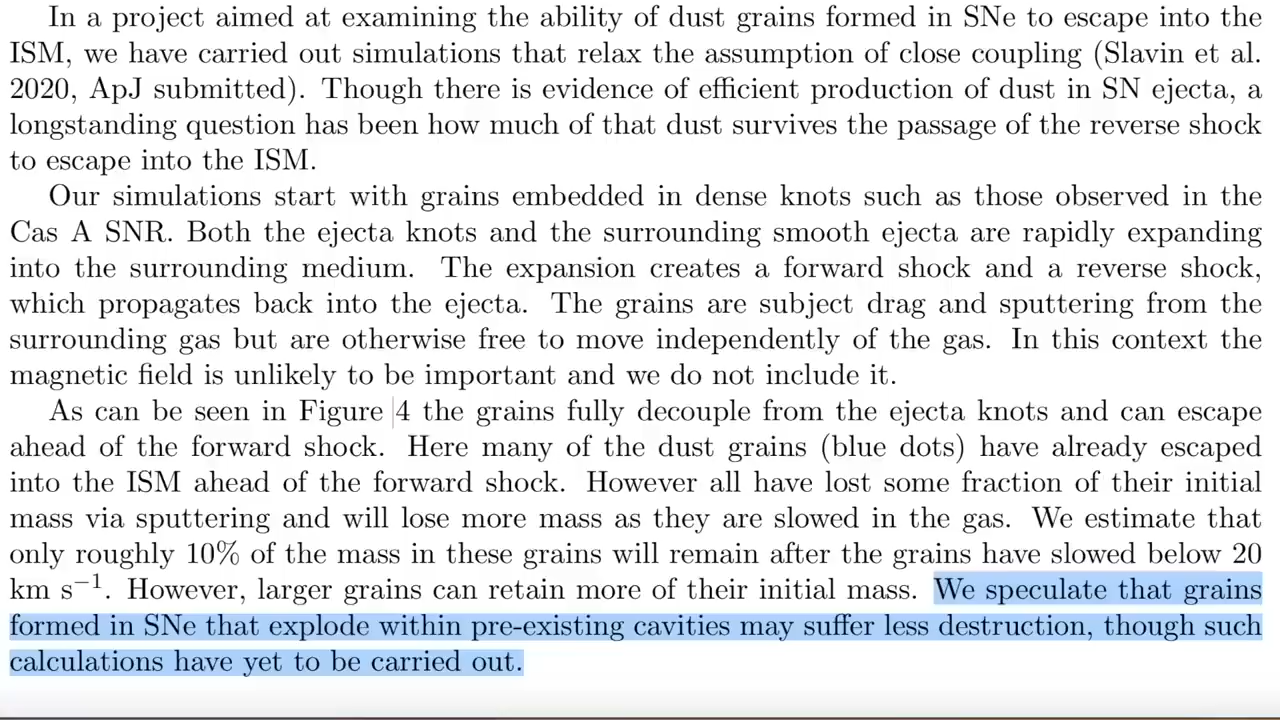 In a project aimed at examining the ability of dust grains formed in SNe to escape into the
ISM, we have carried out simulations that relax the assumption of close coupling (Slavin et al.
2020, ApJ submitted). Though there is evidence of efficient production of dust in SN ejecta, a
longstanding question has been how much of that dust survives the passage of the reverse shock
to escape into the ISM.
Our simulations start with grains embedded in dense knots such as those observed in the
Cas A SNR. Both the ejecta knots and the surrounding smooth ejecta are rapidly expanding
into the surrounding medium. The expansion creates a forward shock and a reverse shock,
which propagates back into the ejecta. The grains are subject drag and sputtering from the
surrounding gas but are otherwise free to move independently of the gas. In this context the
magnetic field is unlikely to be important and we do not include it.
As can be seen in Figure 4 the grains fully decouple from the ejecta knots and can escape
ahead of the forward shock. Here many of the dust grains (blue dots) have already escaped
into the ISM ahead of the forward shock. However all have lost some fraction of their initial
mass via sputtering and will lose more mass as they are slowed in the gas. We estimate that
only roughly 10% of the mass in these grains will remain after the grains have slowed below 20
km s⁻¹. However, larger grains can retain more of their initial mass. We speculate that grains
formed in SNe that explode within pre-existing cavities may suffer less destruction, though such
calculations have yet to be carried out.